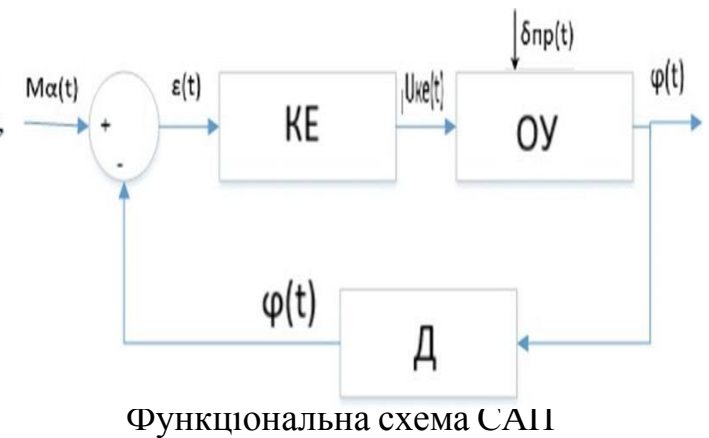 δпр(t)
Mα(t)
ε(t)
Uке(t)
φ(t)
+
-
КЕ
ОУ
φ(t)
Д
Функціональна схема САП